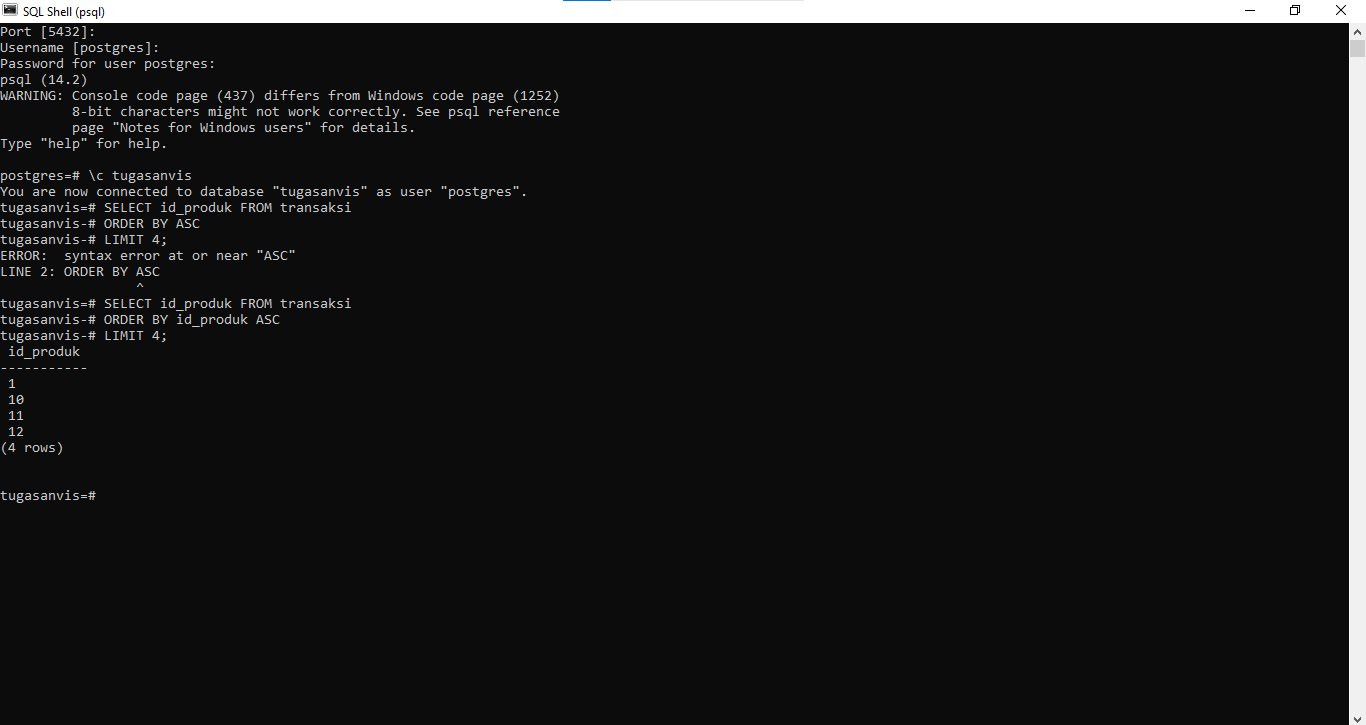 SQL Shell (psql)
Port [5432]:
Username [postgres]:
Password for user postgres:
psql (14.2)
WARNING: Console code page (437) differs from Windows code page (1252)
         8-bit characters might not work correctly. See psql reference
         page "Notes for Windows users" for details.
Type "help" for help.

postgres=# \c tugasanvis
You are now connected to database "tugasanvis" as user "postgres".
tugasanvis=# SELECT id_produk FROM transaksi
tugasanvis-# ORDER BY ASC
tugasanvis-# LIMIT 4;
ERROR:  syntax error at or near "ASC"
LINE 2: ORDER BY ASC
                 ^
tugasanvis=# SELECT id_produk FROM transaksi
tugasanvis-# ORDER BY id_produk ASC
tugasanvis-# LIMIT 4;
 id_produk
-----------
 1
 10
 11
 12
(4 rows)


tugasanvis=#